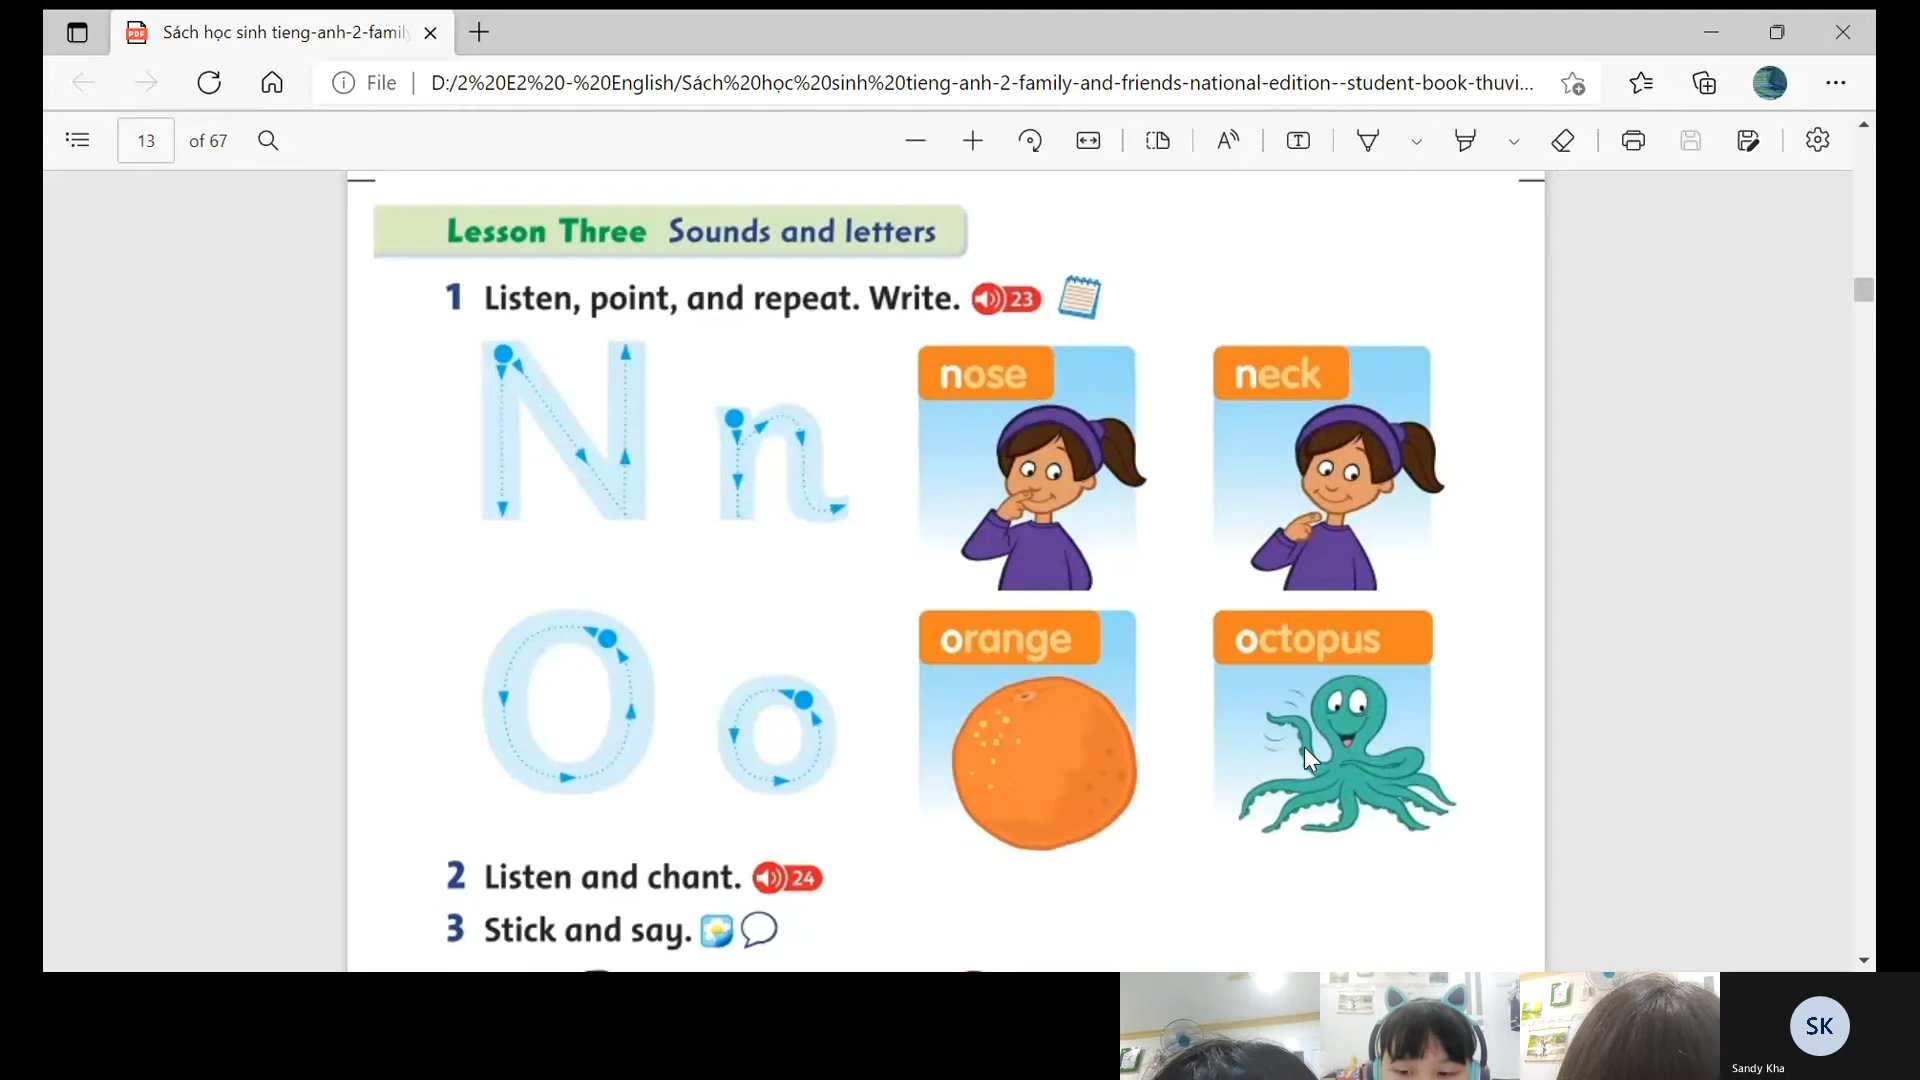 Sách học sinh tieng-anh-2-famil
File
D:/2%20E2%20-%20English/Sách%20học%20sinh%20tieng-anh-2-family-and-friends-national-edition--student-book-thuvi...
13 of 67
Lesson Three Sounds and letters
1 Listen, point, and repeat. Write. 23
N n
nose
neck
O o
orange
octopus
2 Listen and chant. 24
3 Stick and say.
SK
Sandy Kha